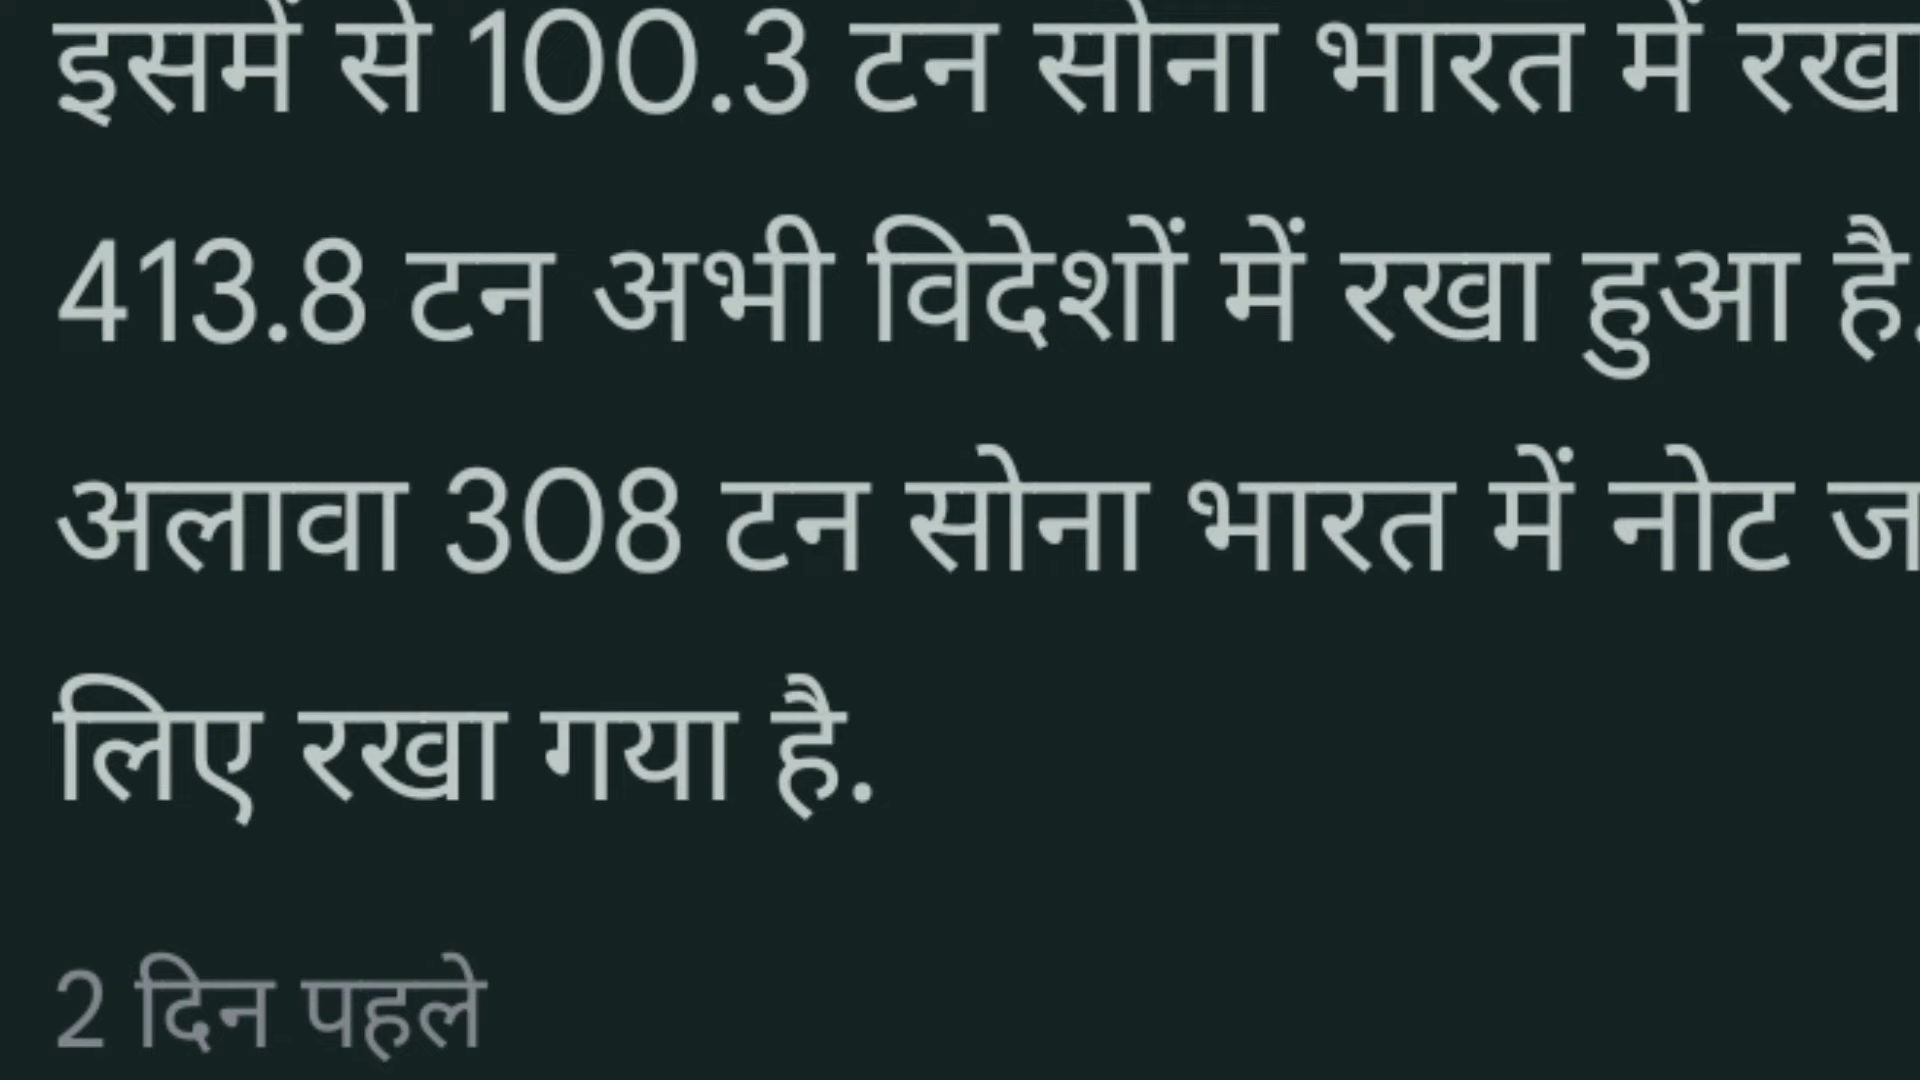 इसमें से 100.3 टन सोना भारत में
413.8 टन अभी विदेशों में रखा हुआ है.
अलावा 308 टन सोना भारत में नोट
लिए रखा गया है.
2 दिन पहले